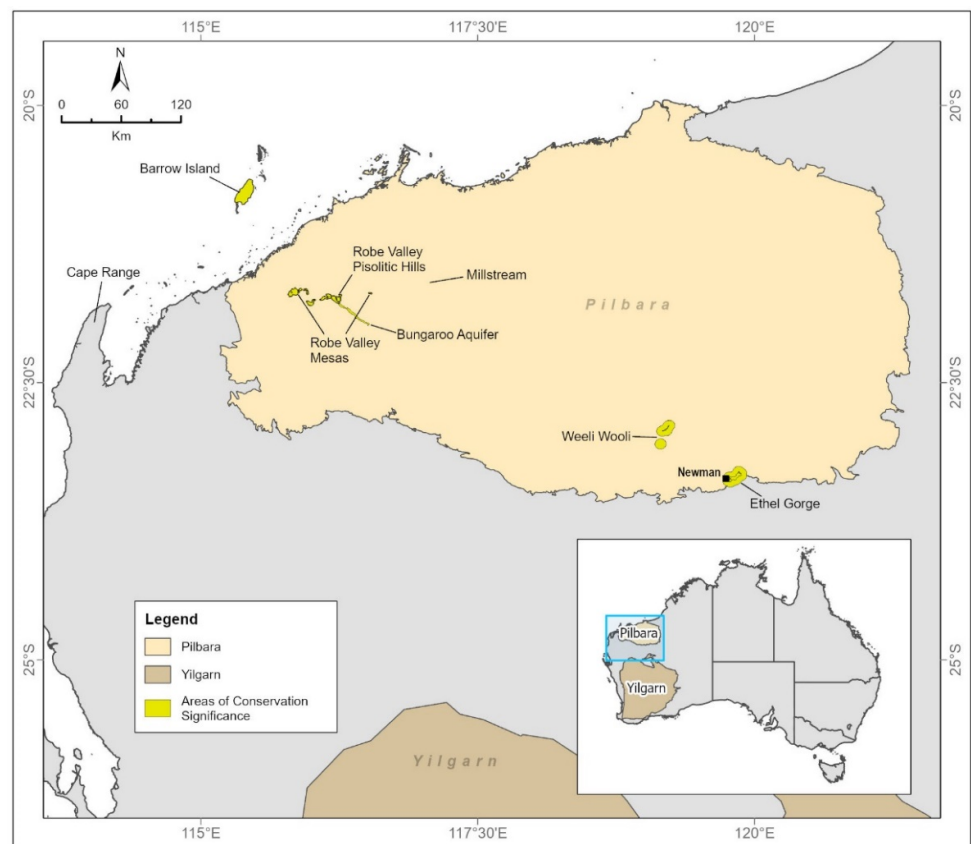 115°E
117°30'E
120°E
N
0 60 120
Km
20°S
20°S
Barrow Island
Cape Range
Robe Valley
Pisolitic Hills
Millstream
Pilbara
Bungaroo Aquifer
Robe Valley
Mesas
22°30'S
22°30'S
Weeli Wooli
Newman
Ethel Gorge
Legend
Pilbara
Yilgarn
Areas of Conservation
Significance
Pilbara
Yilgarn
25°S
25°S
Yilgarn
115°E
117°30'E
120°E